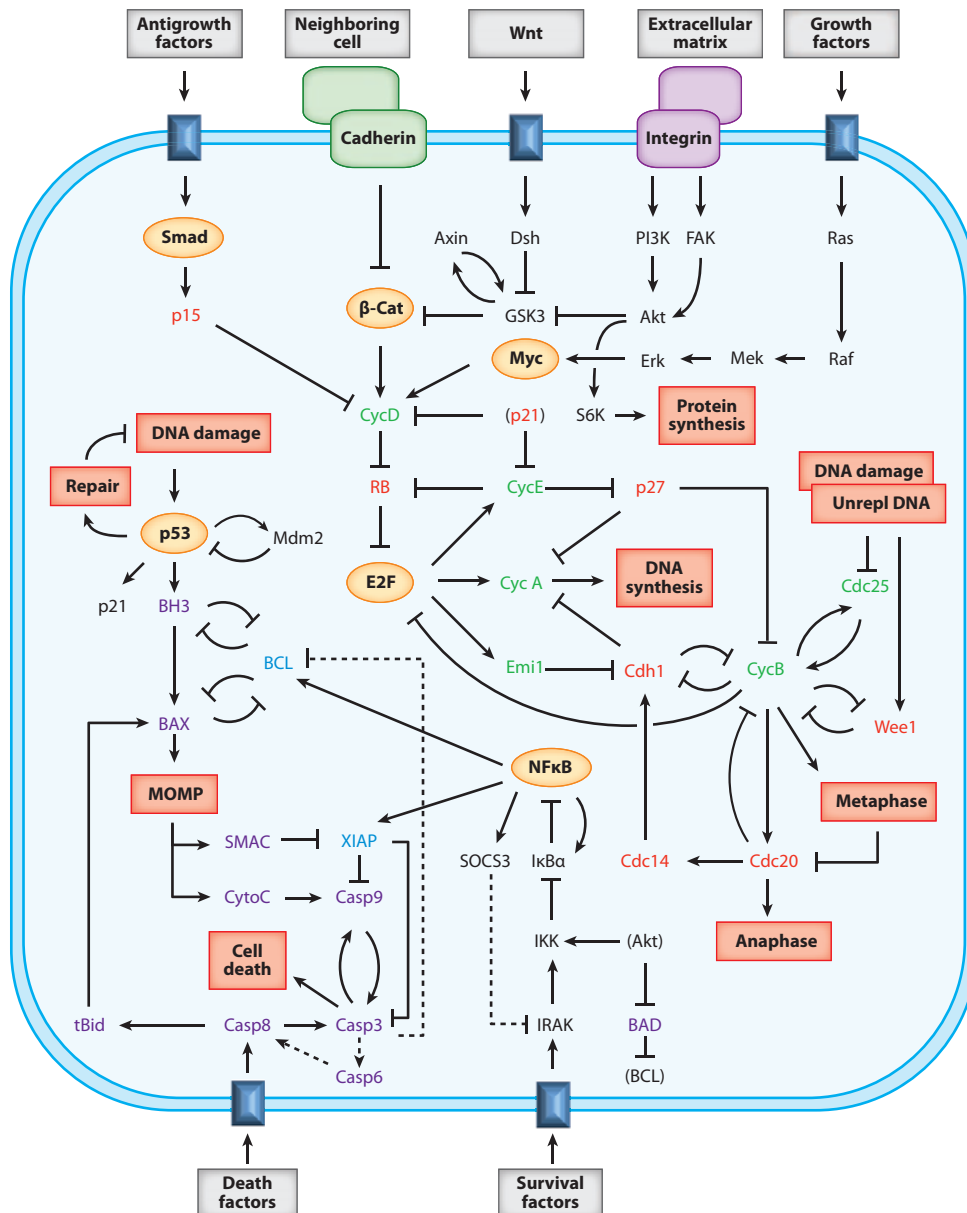 Antigrowth
factors
Neighboring
cell
Wnt
Extracellular
matrix
Growth
factors
Cadherin
Integrin
Smad
Axin
Dsh
PI3K
FAK
Ras
p15
β-Cat
GSK3
Akt
Myc
Erk
Mek
Raf
CycD
(p21)
S6K
Protein
synthesis
DNA damage
Repair
RB
CycE
p27
DNA damage
Unrepl DNA
p53
Mdm2
E2F
Cyc A
DNA
synthesis
Cdc25
p21
BH3
BCL
Emi1
Cdh1
CycB
BAX
Wee1
NFκB
MOMP
Metaphase
SMAC
XIAP
SOCS3
IκBα
Cdc14
Cdc20
CytoC
Casp9
Cell
death
IKK
(Akt)
Anaphase
tBid
Casp8
Casp3
IRAK
BAD
Casp6
(BCL)
Death
factors
Survival
factors